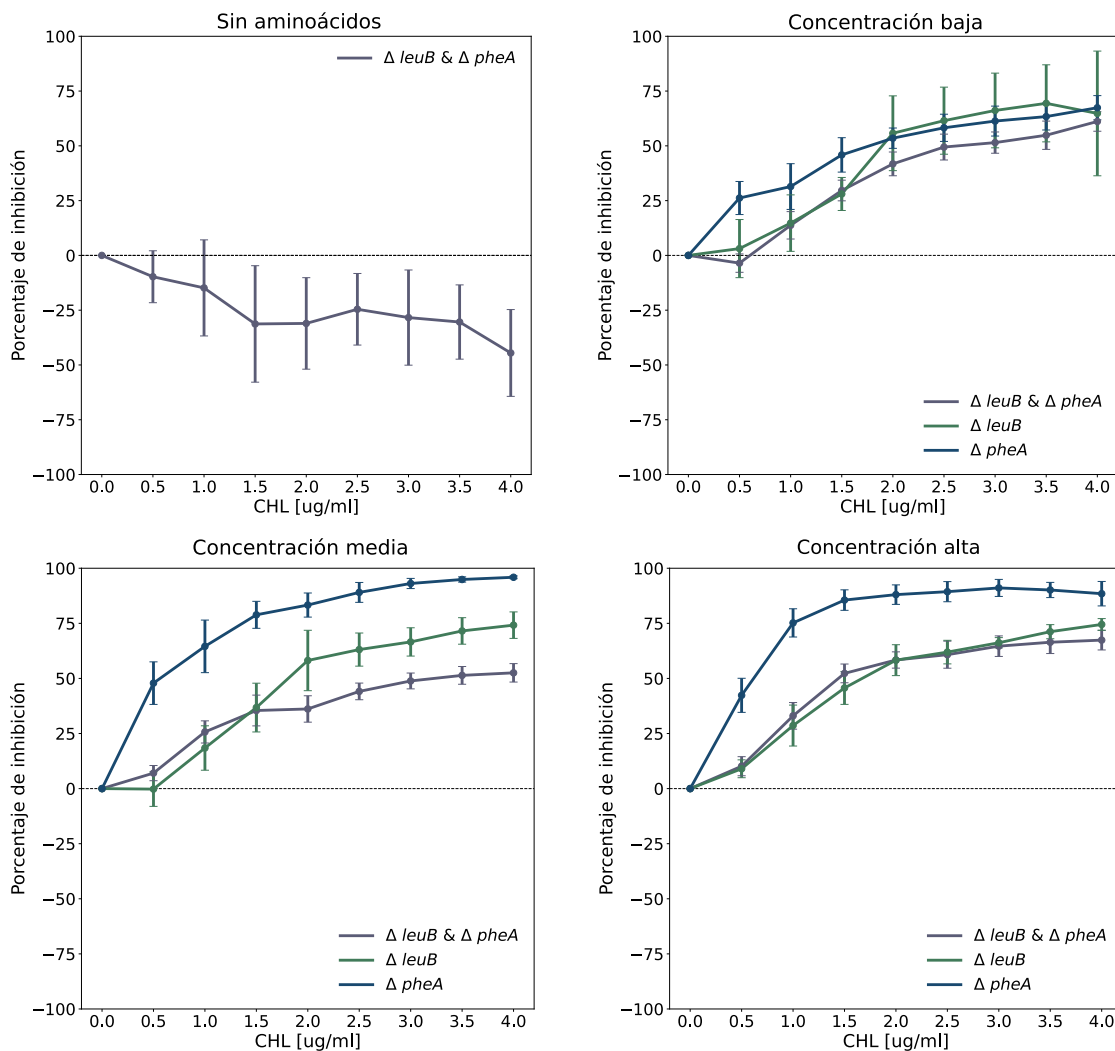 Sin aminoácidos
Porcentaje de inhibición
100
75
50
25
0
−25
−50
−75
−100
Δ leuB & Δ pheA
0.0 0.5 1.0 1.5 2.0 2.5 3.0 3.5 4.0
CHL [ug/ml]
Concentración baja
Porcentaje de inhibición
100
75
50
25
0
−25
−50
−75
−100
Δ leuB & Δ pheA
Δ leuB
Δ pheA
0.0 0.5 1.0 1.5 2.0 2.5 3.0 3.5 4.0
CHL [ug/ml]
Concentración media
Porcentaje de inhibición
100
75
50
25
0
−25
−50
−75
−100
Δ leuB & Δ pheA
Δ leuB
Δ pheA
0.0 0.5 1.0 1.5 2.0 2.5 3.0 3.5 4.0
CHL [ug/ml]
Concentración alta
Porcentaje de inhibición
100
75
50
25
0
−25
−50
−75
−100
Δ leuB & Δ pheA
Δ leuB
Δ pheA
0.0 0.5 1.0 1.5 2.0 2.5 3.0 3.5 4.0
CHL [ug/ml]